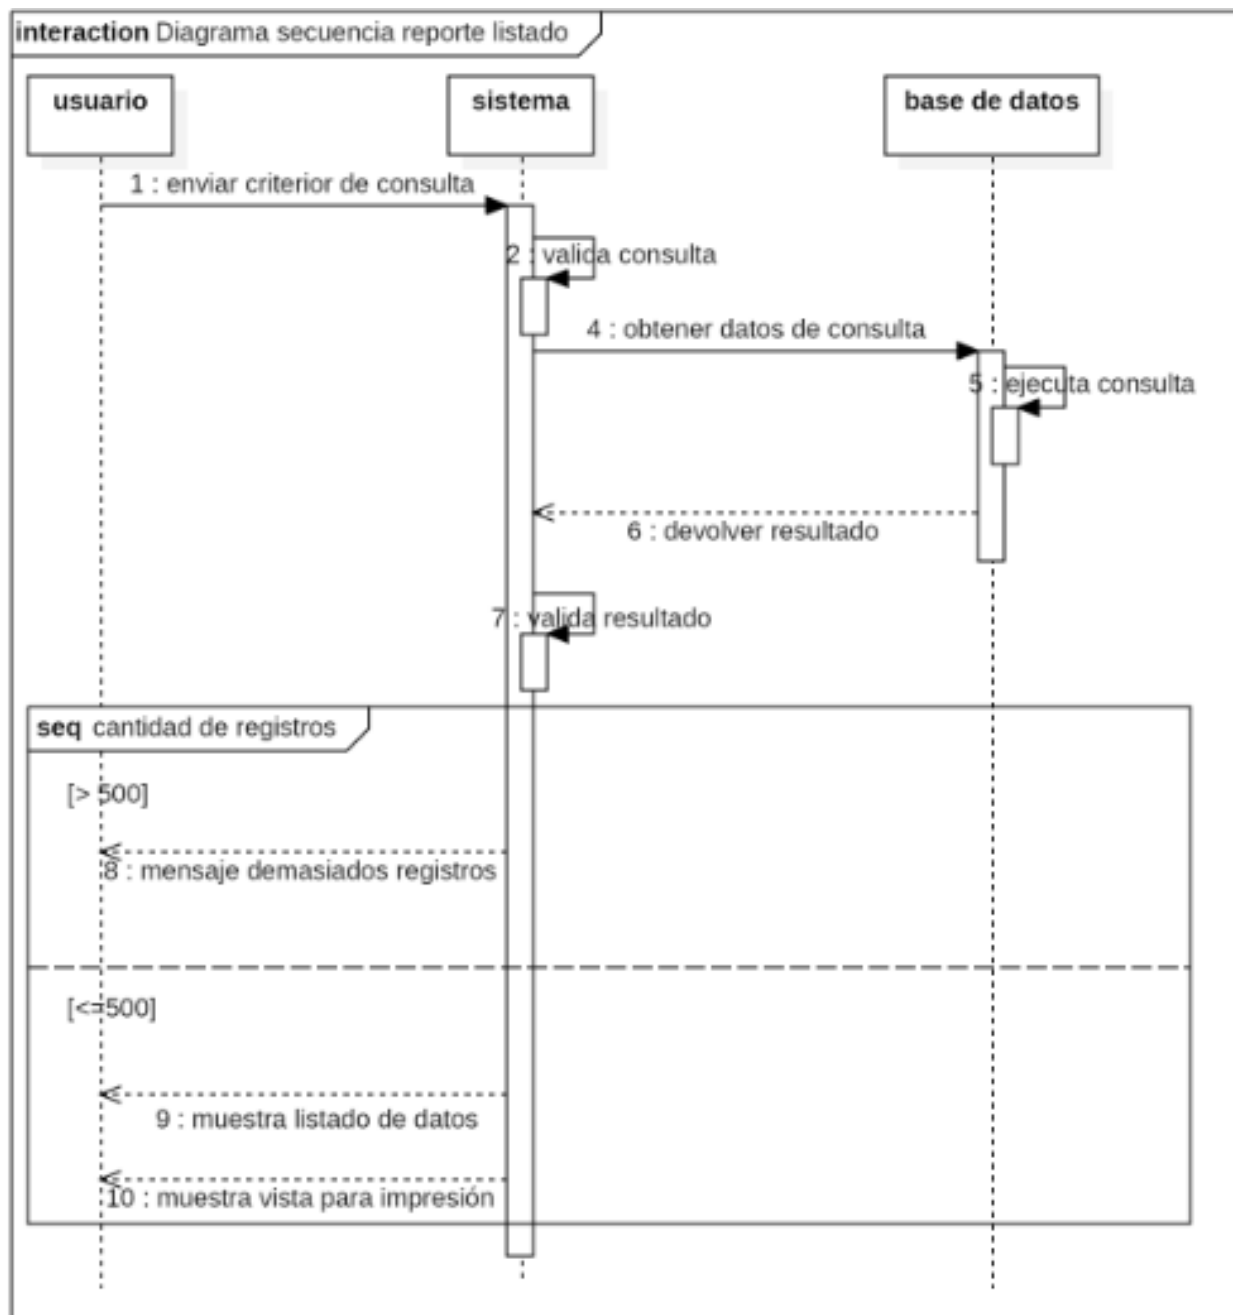 interaction Diagrama secuencia reporte listado
usuario
sistema
base de datos
1 : enviar criterior de consulta
2 : valida consulta
4 : obtener datos de consulta
5 : ejecuta consulta
6 : devolver resultado
7 : valida resultado
seq cantidad de registros
[> 500]
8 : mensaje demasiados registros
[<=500]
9 : muestra listado de datos
10 : muestra vista para impresión